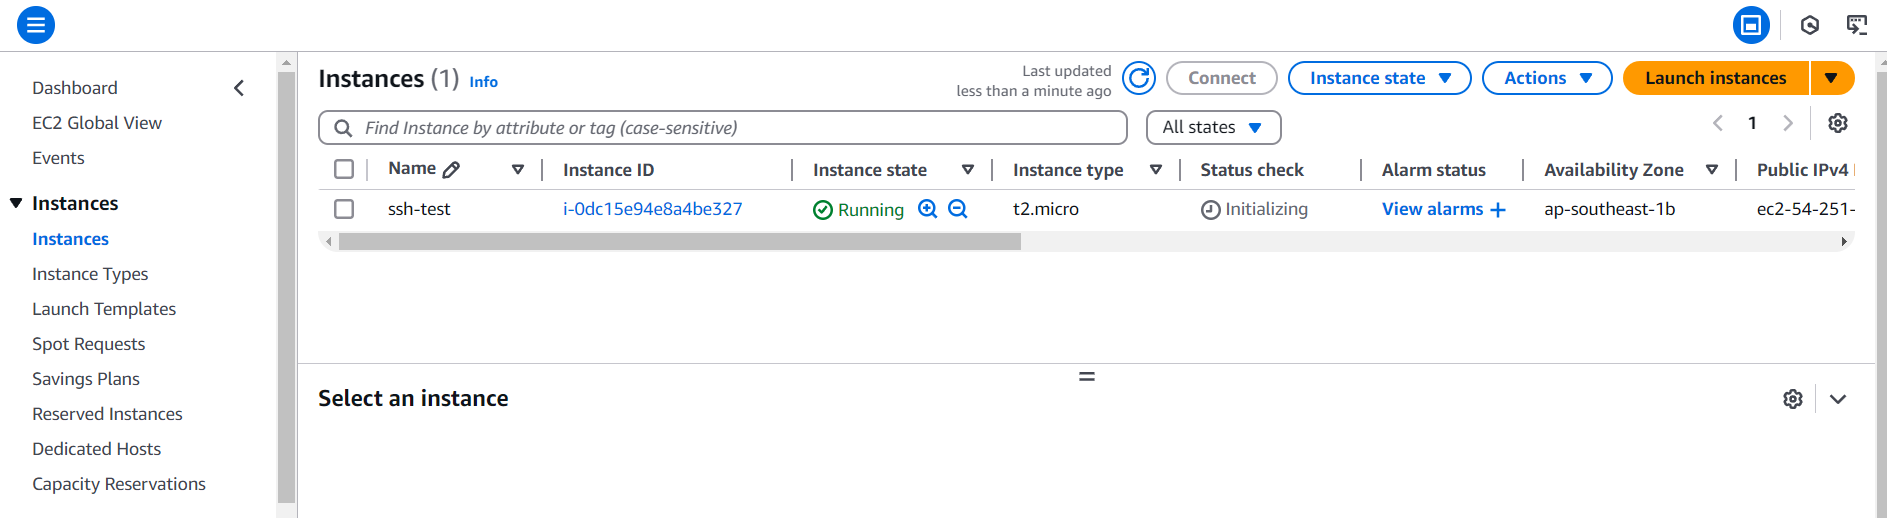 Dashboard
EC2 Global View
Events
Instances
Instances
Instance Types
Launch Templates
Spot Requests
Savings Plans
Reserved Instances
Dedicated Hosts
Capacity Reservations
Instances (1) Info
Last updated
less than a minute ago
Connect
Instance state
Actions
Launch instances
Find Instance by attribute or tag (case-sensitive)
All states
1
Name Instance ID Instance state Instance type Status check Alarm status Availability Zone Public IPv4
ssh-test i-0dc15e94e8a4be327 Running t2.micro Initializing View alarms + ap-southeast-1b ec2-54-251-
Select an instance